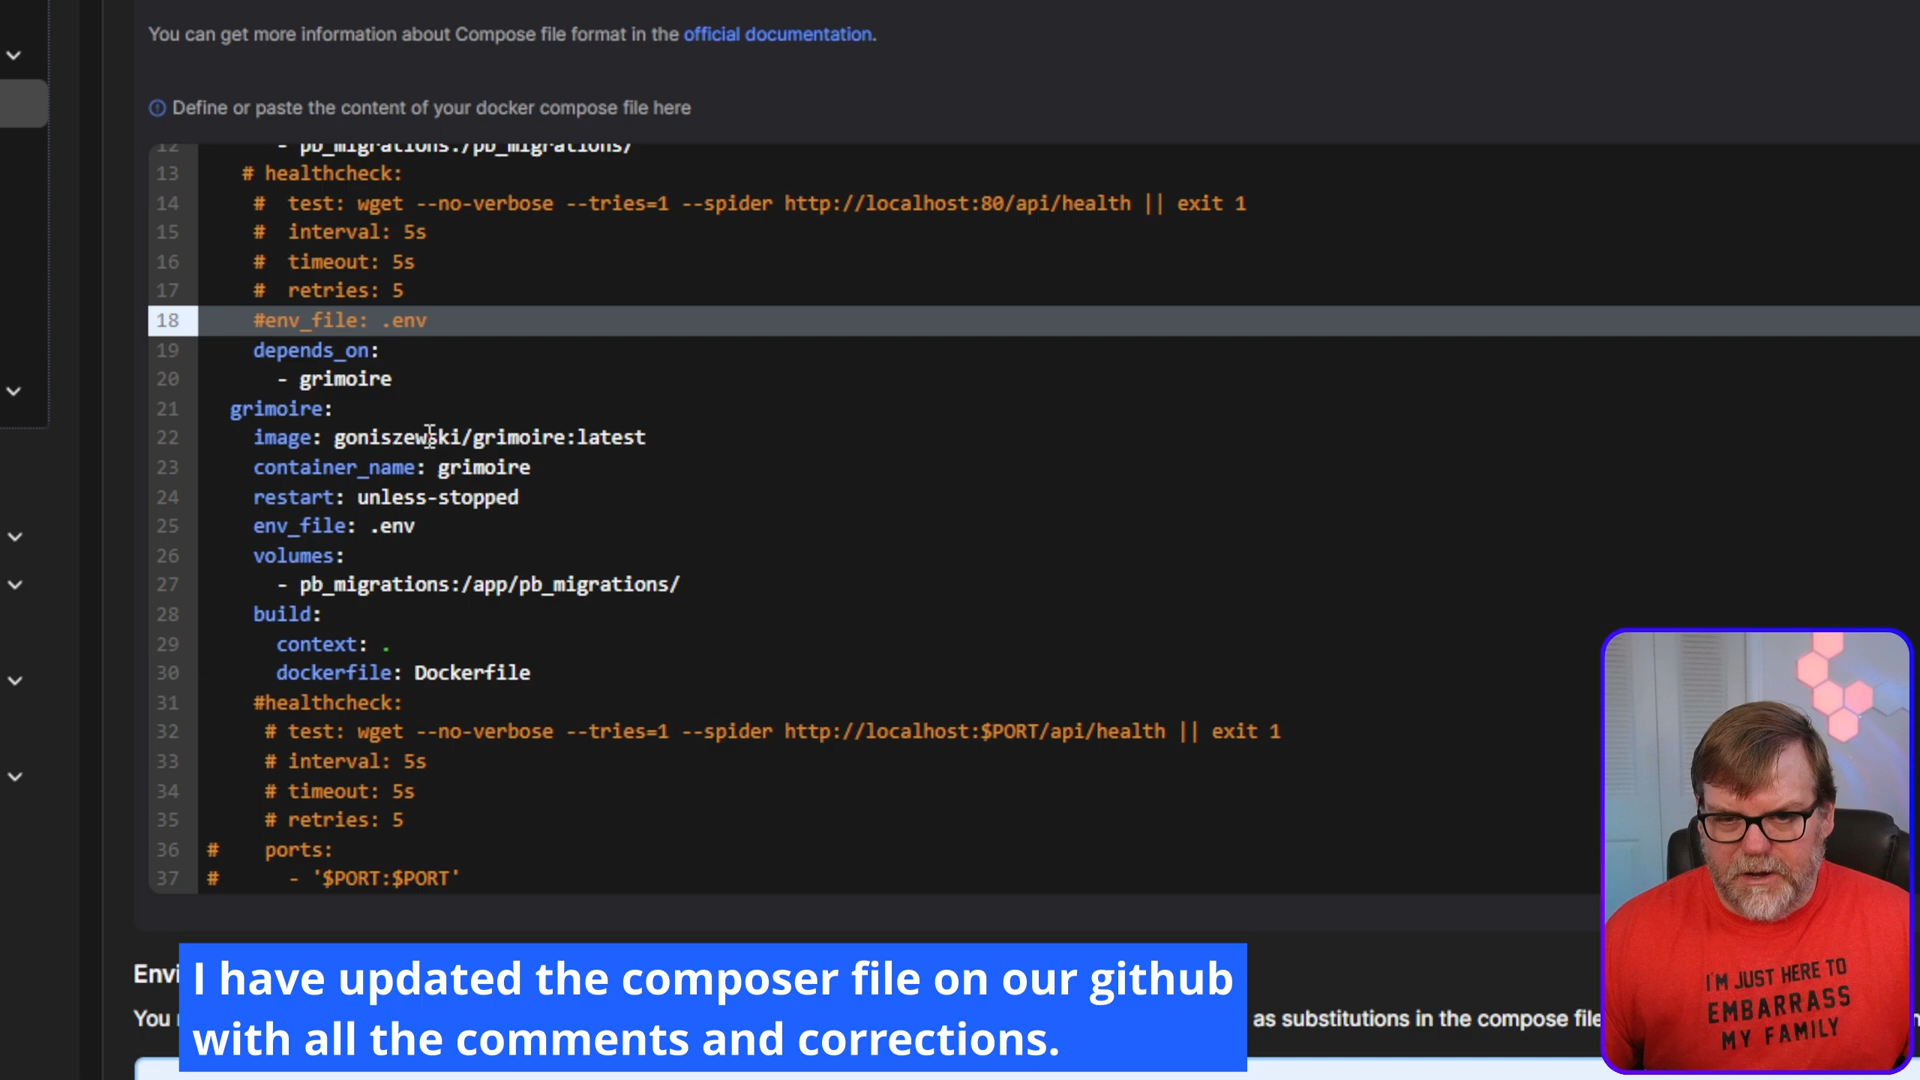 You can get more information about Compose file format in the official documentation.
Define or paste the content of your docker compose file here
12 - pb_migrations:/pb_migrations/
13 # healthcheck:
14 # test: wget --no-verbose --tries=1 --spider http://localhost:80/api/health || exit 1
15 # interval: 5s
16 # timeout: 5s
17 # retries: 5
18 #env_file: .env
19 depends_on:
20 - grimoire
21 grimoire:
22 image: goniszewski/grimoire:latest
23 container_name: grimoire
24 restart: unless-stopped
25 env_file: .env
26 volumes:
27 - pb_migrations:/app/pb_migrations/
28 build:
29 context: .
30 dockerfile: Dockerfile
31 #healthcheck:
32 # test: wget --no-verbose --tries=1 --spider http://localhost:$PORT/api/health || exit 1
33 # interval: 5s
34 # timeout: 5s
35 # retries: 5
36 # ports:
37 # - '$PORT:$PORT'
Envi
I have updated the composer file on our github
with all the comments and corrections.
You
as substitutions in the compose file
I'M JUST HERE TO
EMBARRASS
MY FAMILY